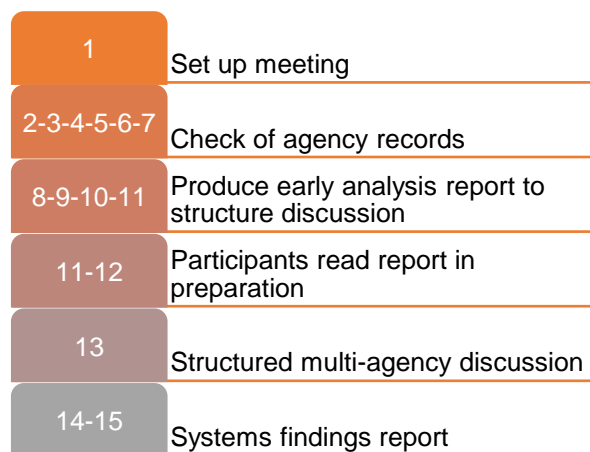 1
Set up meeting
2-3-4-5-6-7
Check of agency records
8-9-10-11
Produce early analysis report to
structure discussion
11-12
Participants read report in
preparation
13
Structured multi-agency discussion
14-15
Systems findings report